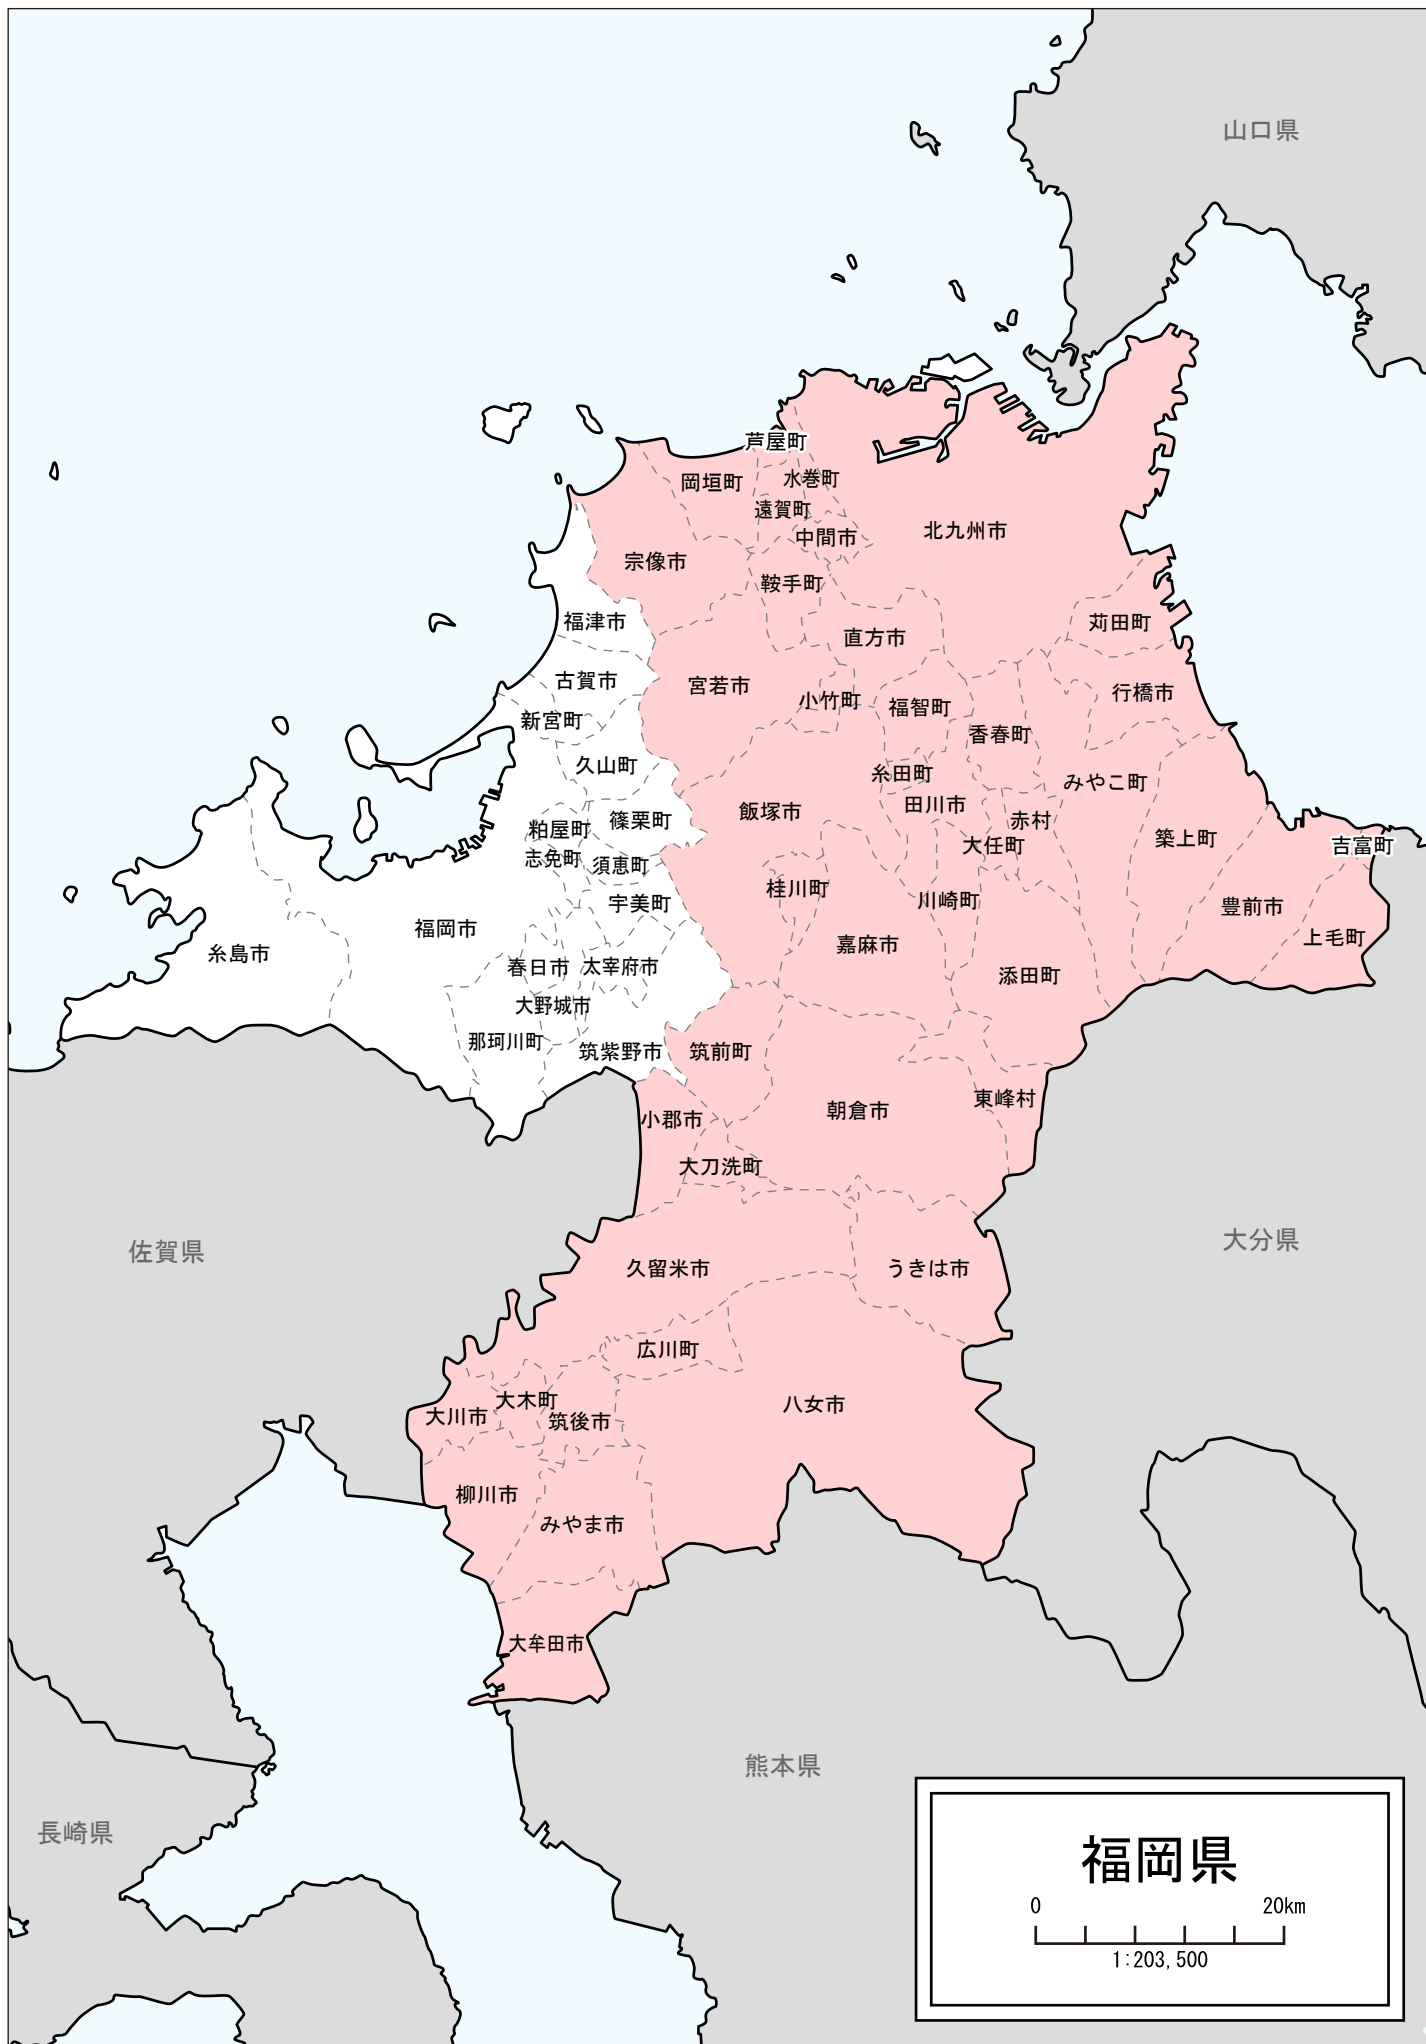 山口県
芦屋町
岡垣町
水巻町
遠賀町
中間市
北九州市
宗像市
鞍手町
福津市
苅田町
直方市
古賀市
宮若市
小竹町
福智町
行橋市
新宮町
香春町
久山町
糸田町
みやこ町
飯塚市
田川市
粕屋町
篠栗町
赤村
築上町
大任町
吉富町
志免町
須恵町
桂川町
川崎町
宇美町
豊前市
福岡市
嘉麻市
上毛町
糸島市
春日市
太宰府市
添田町
大野城市
那珂川町
筑紫野市
筑前町
東峰村
小郡市
朝倉市
大刀洗町
佐賀県
大分県
久留米市
うきは市
広川町
大木町
八女市
大川市
筑後市
柳川市
みやま市
大牟田市
熊本県
長崎県
福岡県
0 20km
1:203,500